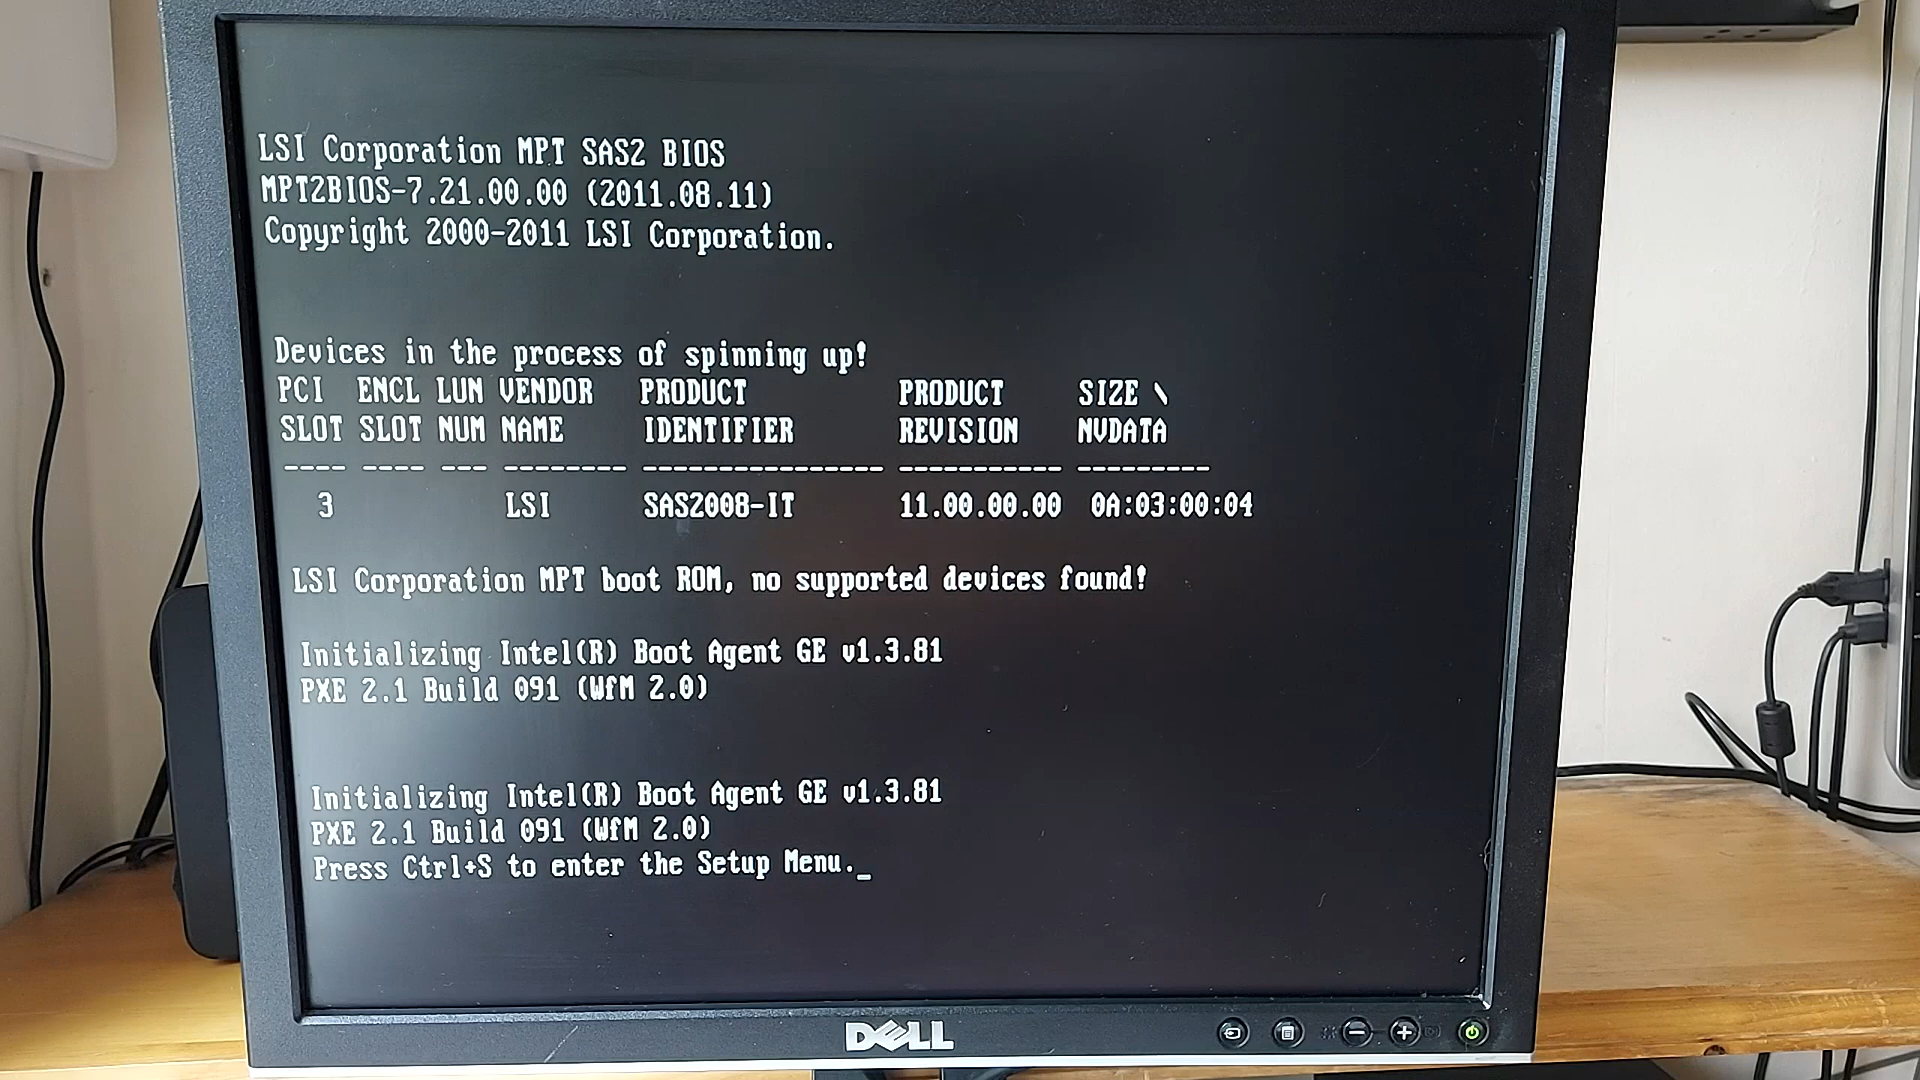 LSI Corporation MPT SAS2 BIOS
MPT2BIOS-7.21.00.00 (2011.08.11)
Copyright 2000-2011 LSI Corporation.
Devices in the process of spinning up!
PCI ENCL LUN VENDOR PRODUCT PRODUCT SIZE \
SLOT SLOT NUM NAME IDENTIFIER REVISION NVDATA
---- ---- --- -------- ---------------- ----------- ---------
3 LSI SAS2008-IT 11.00.00.00 0A:03:00:04
LSI Corporation MPT boot ROM, no supported devices found!
Initializing Intel(R) Boot Agent GE v1.3.81
PXE 2.1 Build 091 (WfM 2.0)
Initializing Intel(R) Boot Agent GE v1.3.81
PXE 2.1 Build 091 (WfM 2.0)
Press Ctrl+S to enter the Setup Menu._
DELL